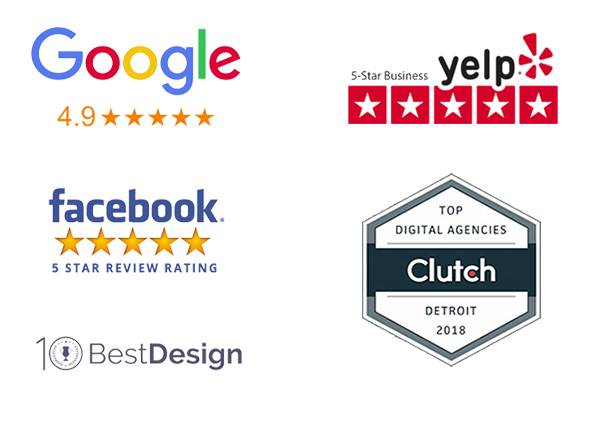 Google
4.9
5-Star Business yelp
facebook
5 STAR REVIEW RATING
TOP
DIGITAL AGENCIES
Clutch
DETROIT
2018
10 BestDesign